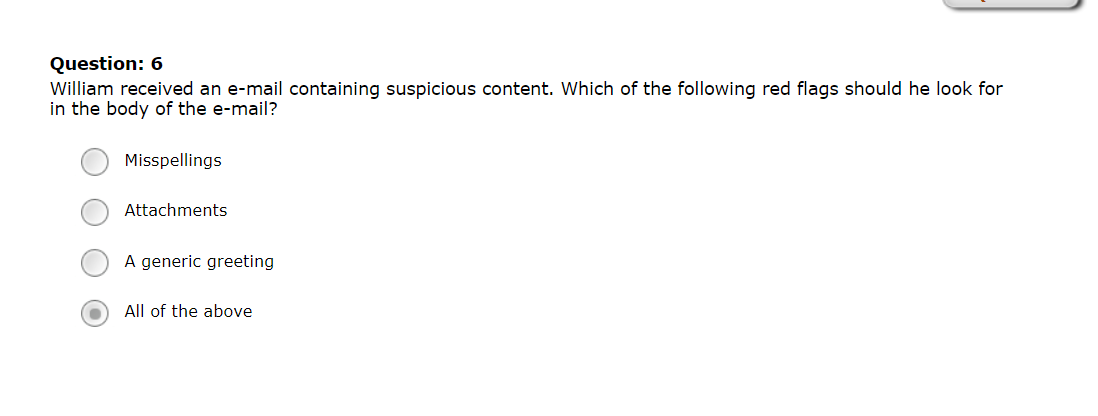 Question: 6
William received an e-mail containing suspicious content. Which of the following red flags should he look for
in the body of the e-mail?
Misspellings
Attachments
A generic greeting
All of the above